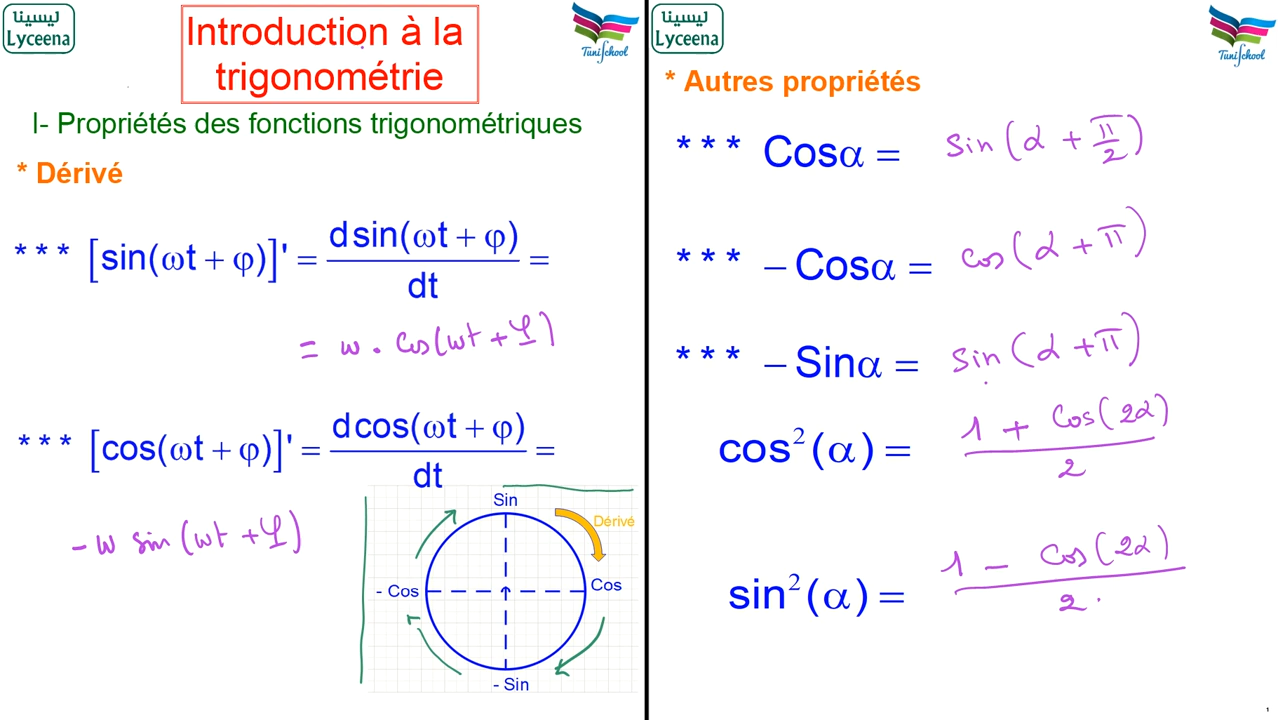 ليسينا
Lyceena
Introduction à la
trigonométrie
TuniSchool
I- Propriétés des fonctions trigonométriques
* Dérivé
*** [sin(ωt + φ)]' = dsin(ωt + φ)/dt =
= w . cos(wt + φ)
*** [cos(ωt + φ)]' = dcos(ωt + φ)/dt =
- w sin(wt + φ)
Sin
Dérivé
- Cos
Cos
- Sin
ليسينا
Lyceena
TuniSchool
* Autres propriétés
*** Cosα = sin(α + π/2)
*** – Cosα = cos(α + π)
*** – Sinα = sin(α + π)
cos²(α) = 1 + cos(2α)/2
sin²(α) = 1 - cos(2α)/2
1